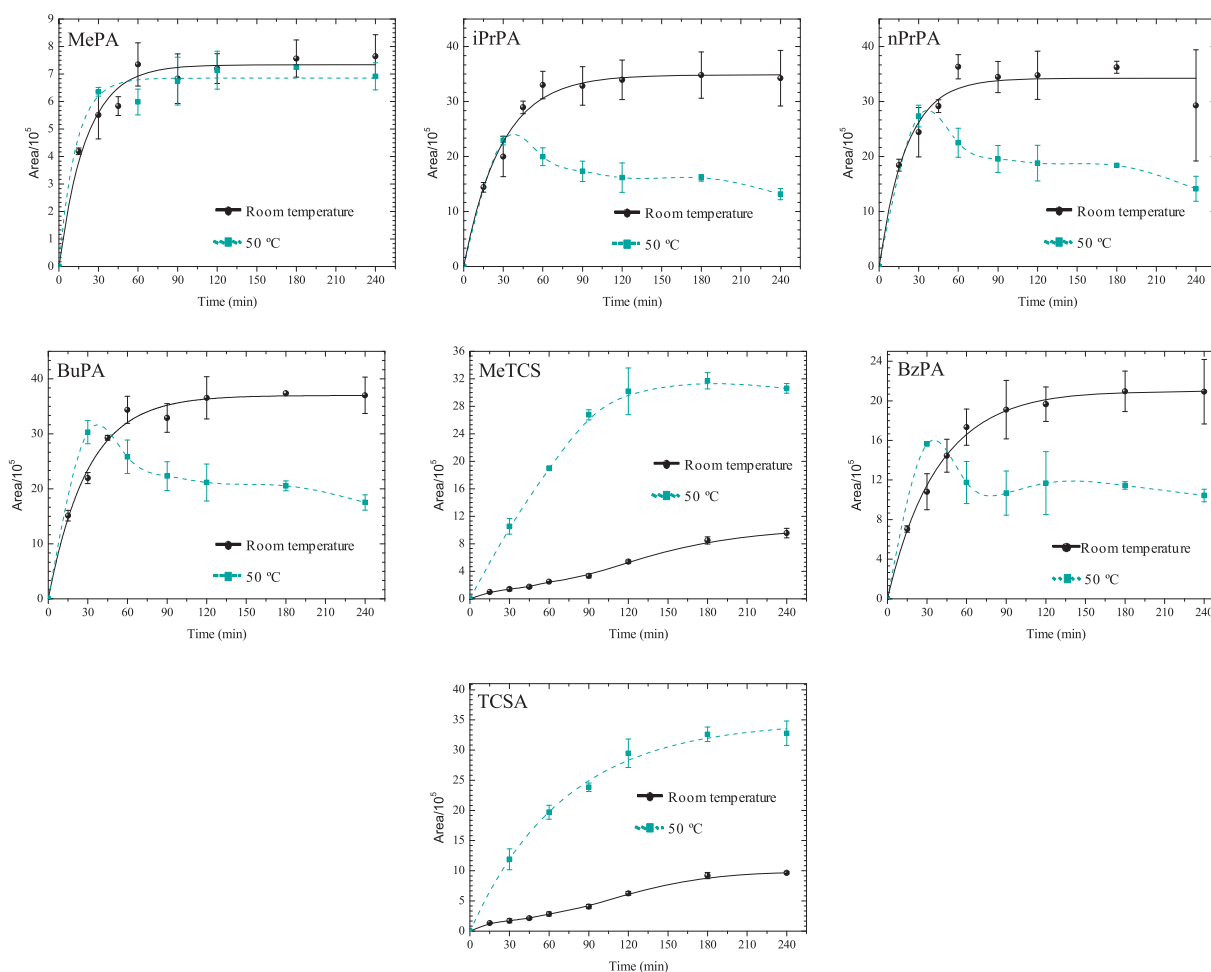 MePA
9
8
7
6
5
4
3
2
1
0
Area/10⁵
Room temperature
50 ºC
0 30 60 90 120 150 180 210 240
Time (min)
iPrPA
40
30
20
10
0
Area/10⁵
Room temperature
50 ºC
0 30 60 90 120 150 180 210 240
Time (min)
nPrPA
40
30
20
10
0
Area/10⁵
Room temperature
50 ºC
0 30 60 90 120 150 180 210 240
Time (min)
BuPA
40
30
20
10
0
Area/10⁵
Room temperature
50 ºC
0 30 60 90 120 150 180 210 240
Time (min)
MeTCS
36
32
28
24
20
16
12
8
4
0
Area/10⁵
Room temperature
50 ºC
0 30 60 90 120 150 180 210 240
Time (min)
BzPA
24
20
16
12
8
4
0
Area/10⁵
Room temperature
50 ºC
0 30 60 90 120 150 180 210 240
Time (min)
TCSA
40
35
30
25
20
15
10
5
0
Area/10⁵
Room temperature
50 ºC
0 30 60 90 120 150 180 210 240
Time (min)